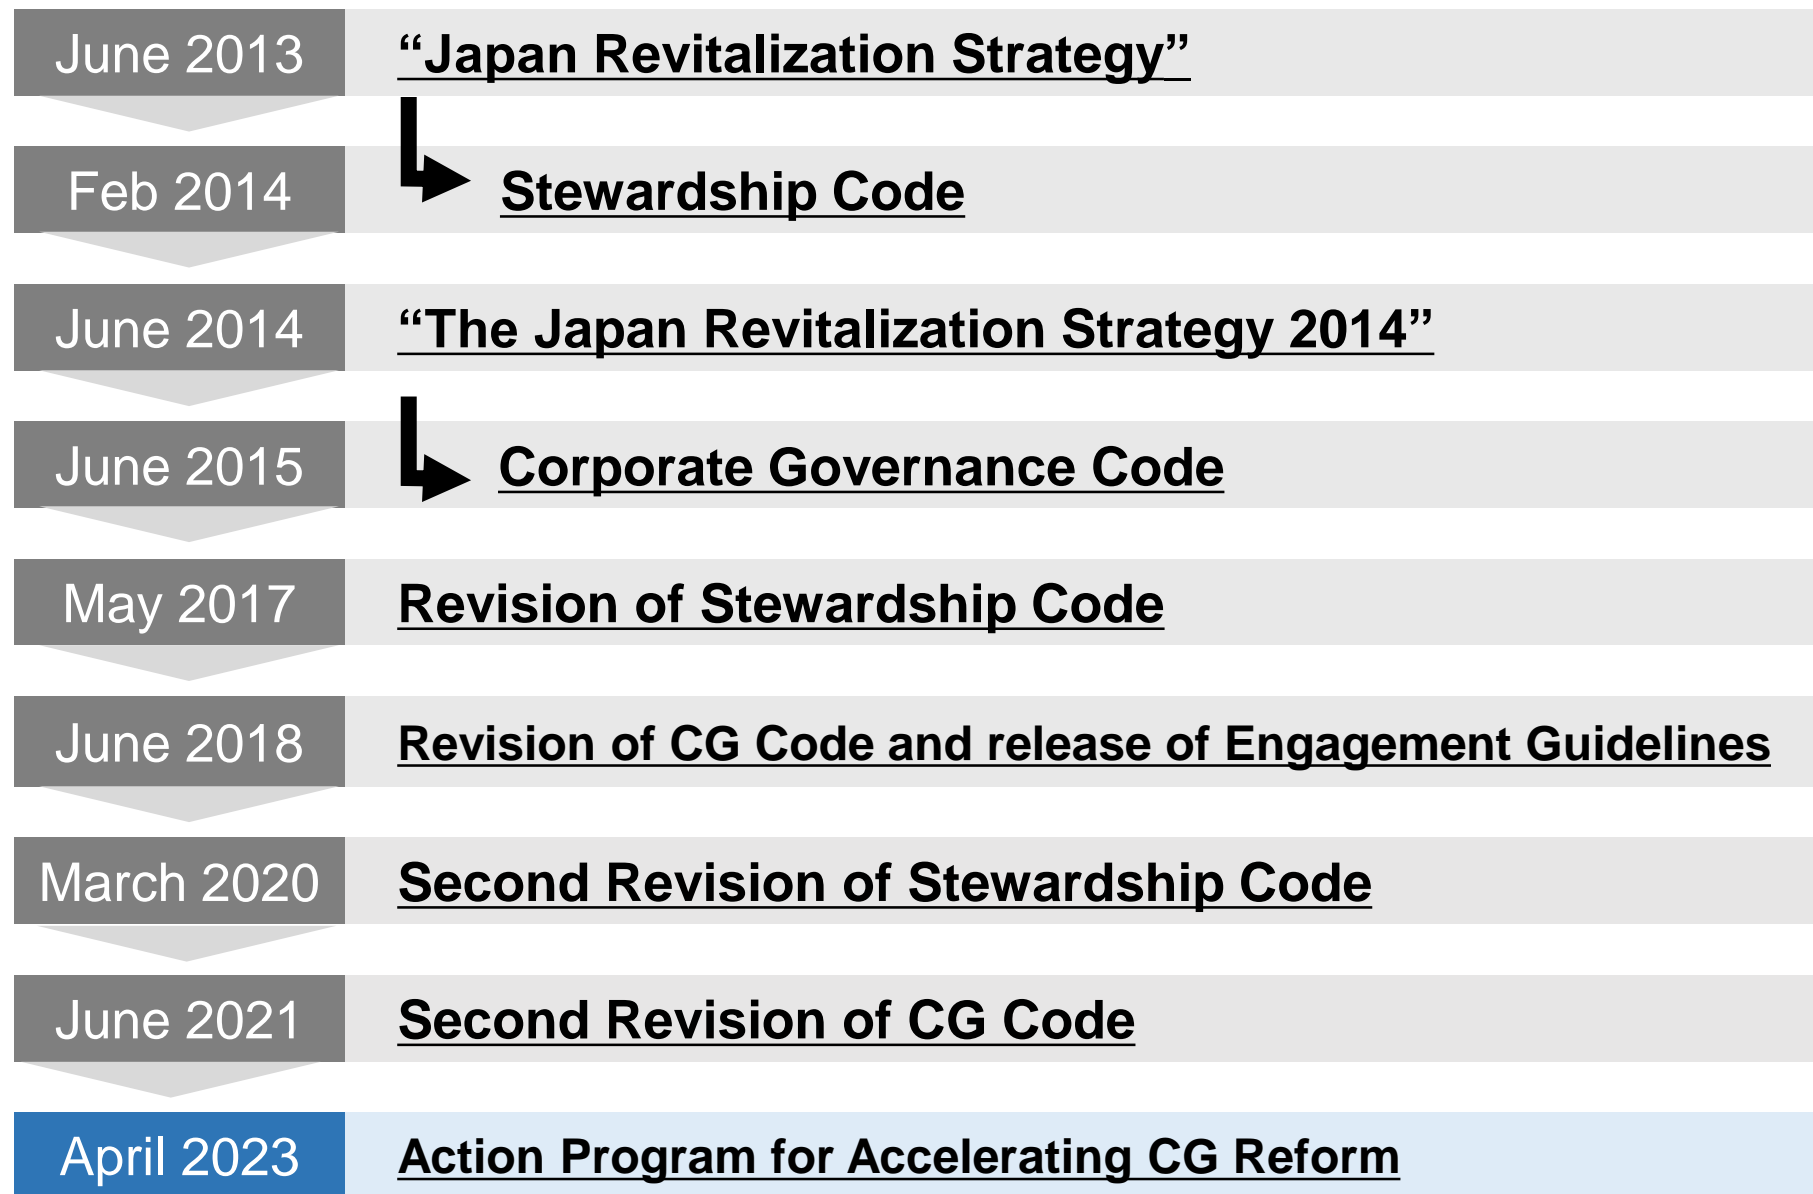 June 2013
“Japan Revitalization Strategy”
Feb 2014
Stewardship Code
June 2014
“The Japan Revitalization Strategy 2014”
June 2015
Corporate Governance Code
May 2017
Revision of Stewardship Code
June 2018
Revision of CG Code and release of Engagement Guidelines
March 2020
Second Revision of Stewardship Code
June 2021
Second Revision of CG Code
April 2023
Action Program for Accelerating CG Reform